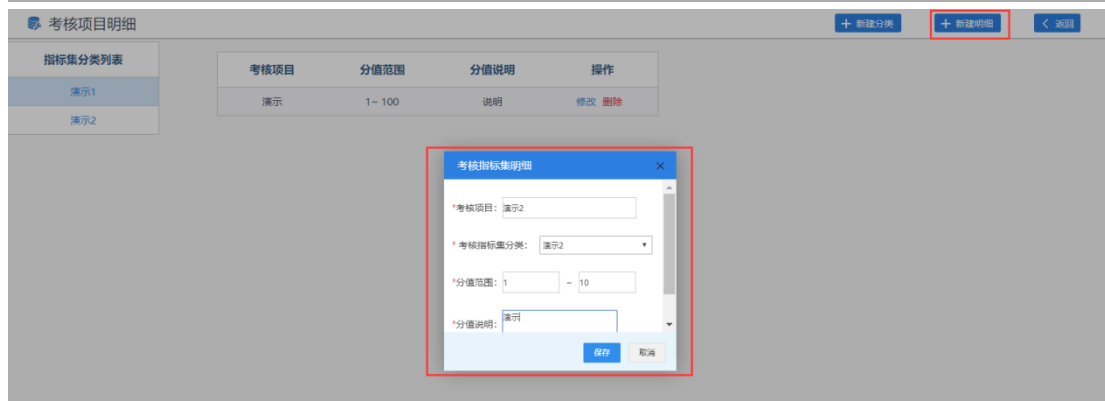 考核项目明细
新建分类
新建明细
返回
指标集分类列表
演示1
演示2
考核项目 分值范围 分值说明 操作
演示 1~ 100 说明 修改 删除
考核指标集明细
*考核项目: 演示2
* 考核指标集分类: 演示2
*分值范围: 1 ~ 10
*分值说明: 演示
保存 取消